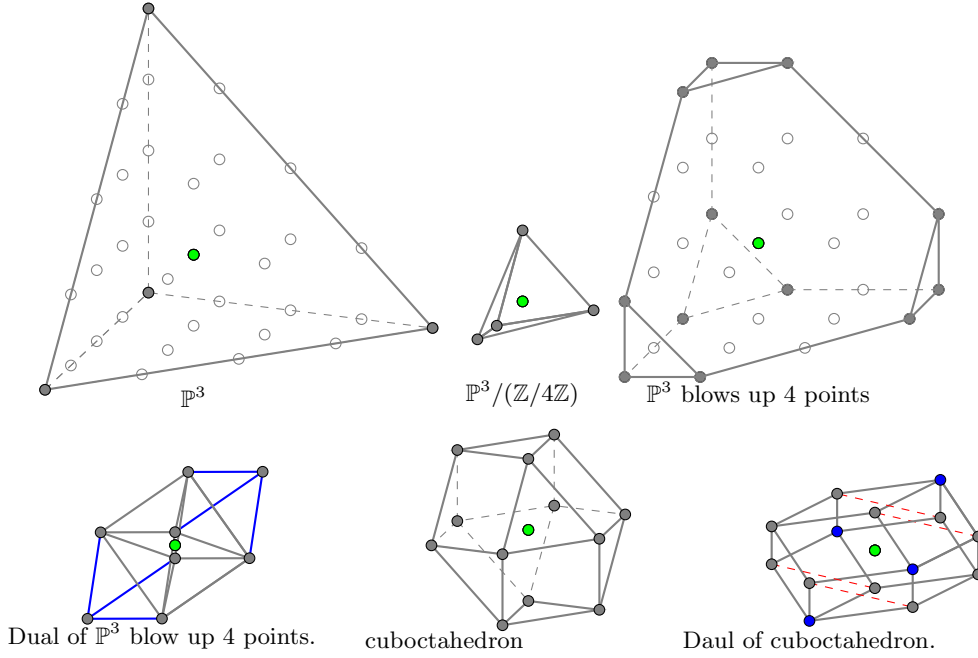 ℙ³
ℙ³/(ℤ/4ℤ)
ℙ³ blows up 4 points
Dual of ℙ³ blow up 4 points.
cuboctahedron
Daul of cuboctahedron.